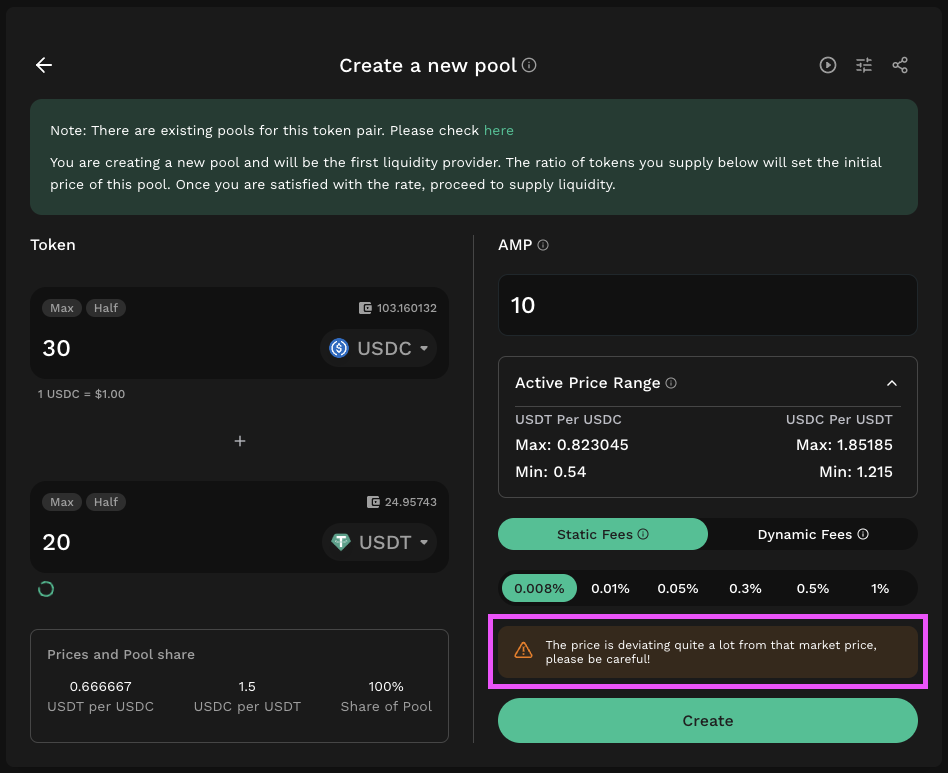 Create a new pool
Note: There are existing pools for this token pair. Please check here
You are creating a new pool and will be the first liquidity provider. The ratio of tokens you supply below will set the initial
price of this pool. Once you are satisfied with the rate, proceed to supply liquidity.
Token
Max Half 103.160132
30 USDC
1 USDC = $1.00
+
Max Half 24.95743
20 USDT
Prices and Pool share
0.666667 1.5 100%
USDT per USDC USDC per USDT Share of Pool
AMP
10
Active Price Range
USDT Per USDC USDC Per USDT
Max: 0.823045 Max: 1.85185
Min: 0.54 Min: 1.215
Static Fees Dynamic Fees
0.008% 0.01% 0.05% 0.3% 0.5% 1%
The price is deviating quite a lot from that market price,
please be careful!
Create